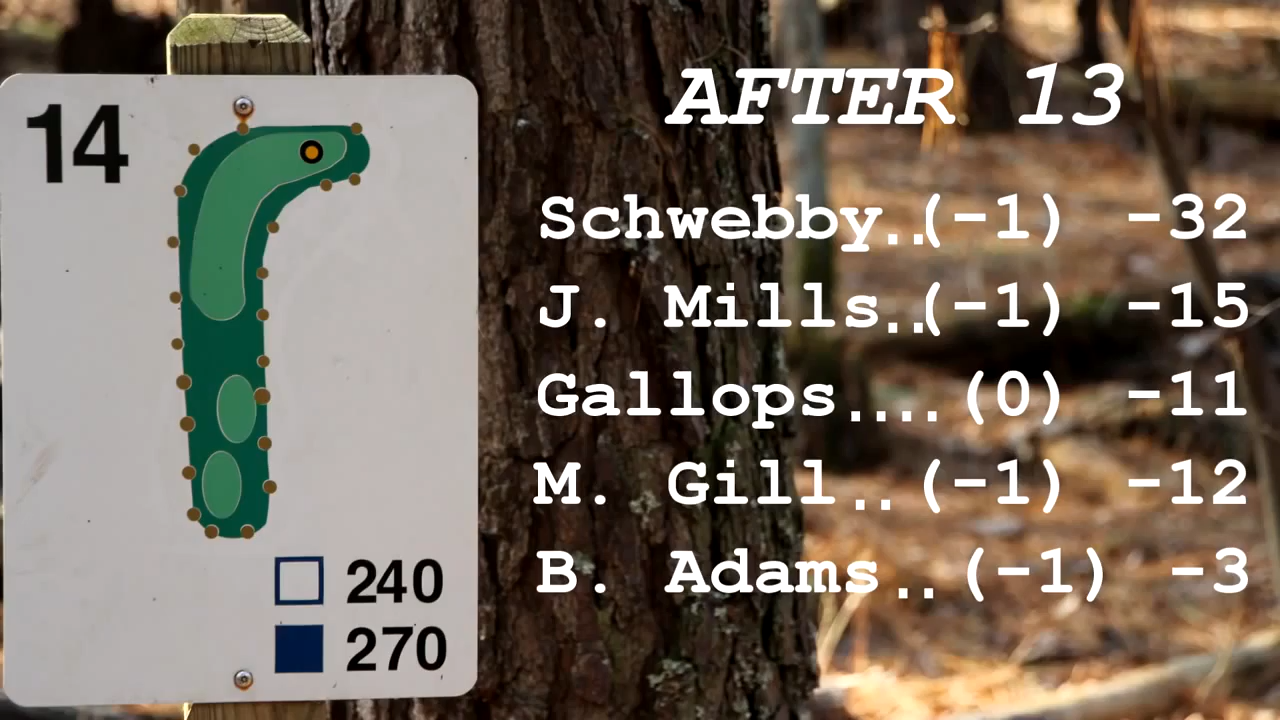 14
240
270
AFTER 13
Schwebby..(-1) -32
J. Mills..(-1) -15
Gallops....(0) -11
M. Gill..(-1) -12
B. Adams..(-1) -3